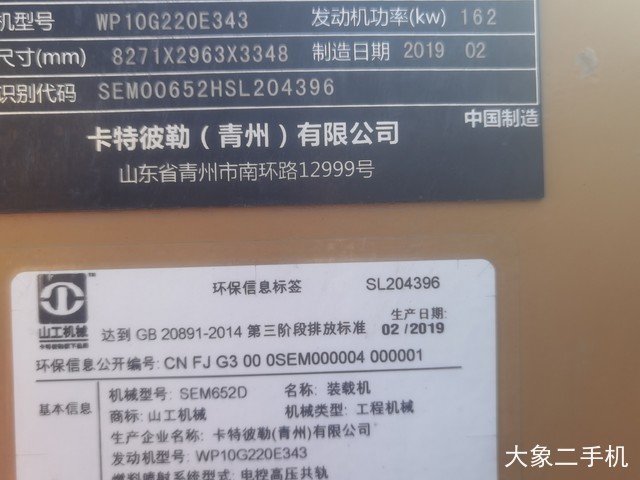 机型号 WP10G220E343 发动机功率(kw) 162
尺寸(mm) 8271X2963X3348 制造日期 2019 02
识别代码 SEM00652HSL204396
中国制造
卡特彼勒（青州）有限公司
山东省青州市南环路12999号
环保信息标签 SL204396
山工机械
达到 GB 20891-2014 第三阶段排放标准
生产日期:
02/2019
环保信息公开编号: CN FJ G3 00 0SEM000004 000001
基本信息
机械型号: SEM652D 名称: 装载机
商标: 山工机械 机械类型: 工程机械
生产企业名称: 卡特彼勒(青州)有限公司
发动机型号: WP10G220E343
燃料喷射系统型式: 电控高压共轨
大象二手机